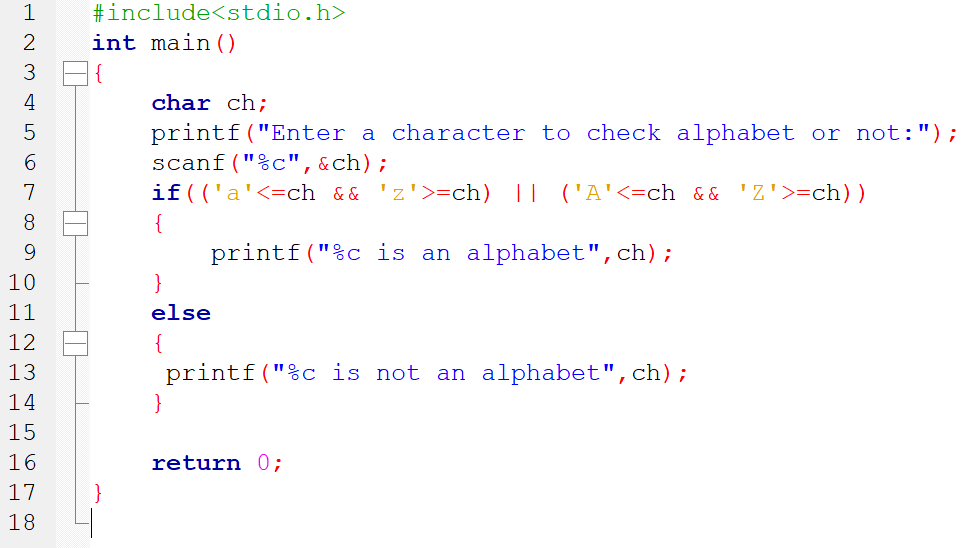 1 #include<stdio.h>
2 int main()
3 {
4 char ch;
5 printf("Enter a character to check alphabet or not:");
6 scanf("%c",&ch);
7 if(('a'<=ch && 'z'>=ch) || ('A'<=ch && 'Z'>=ch))
8 {
9 printf("%c is an alphabet",ch);
10 }
11 else
12 {
13 printf("%c is not an alphabet",ch);
14 }
15
16 return 0;
17 }
18